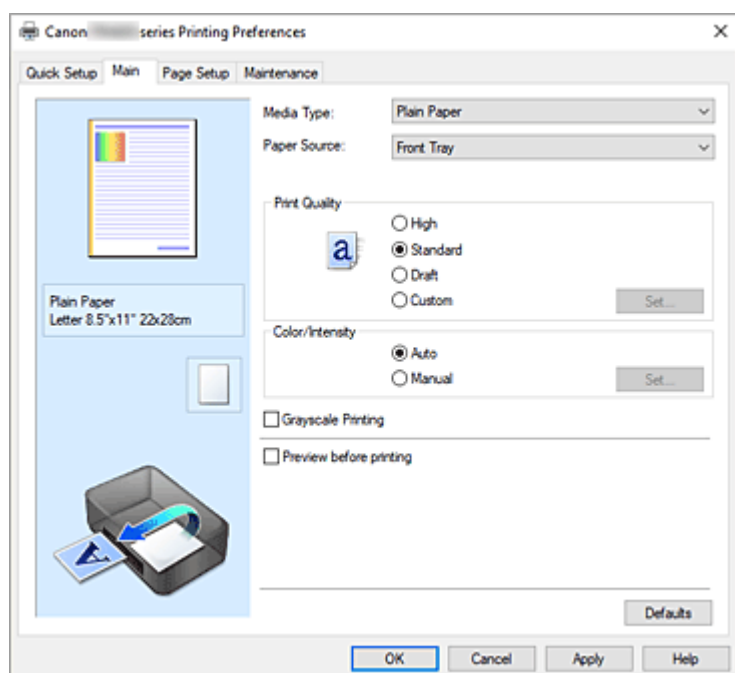 Canon series Printing Preferences
Quick Setup Main Page Setup Maintenance
Media Type: Plain Paper
Paper Source: Front Tray
Print Quality
High
a
Standard
Draft
Custom Set...
Plain Paper
Letter 8.5"x11" 22x28cm
Color/Intensity
Auto
Manual Set...
Grayscale Printing
Preview before printing
A
Defaults
OK Cancel Apply Help